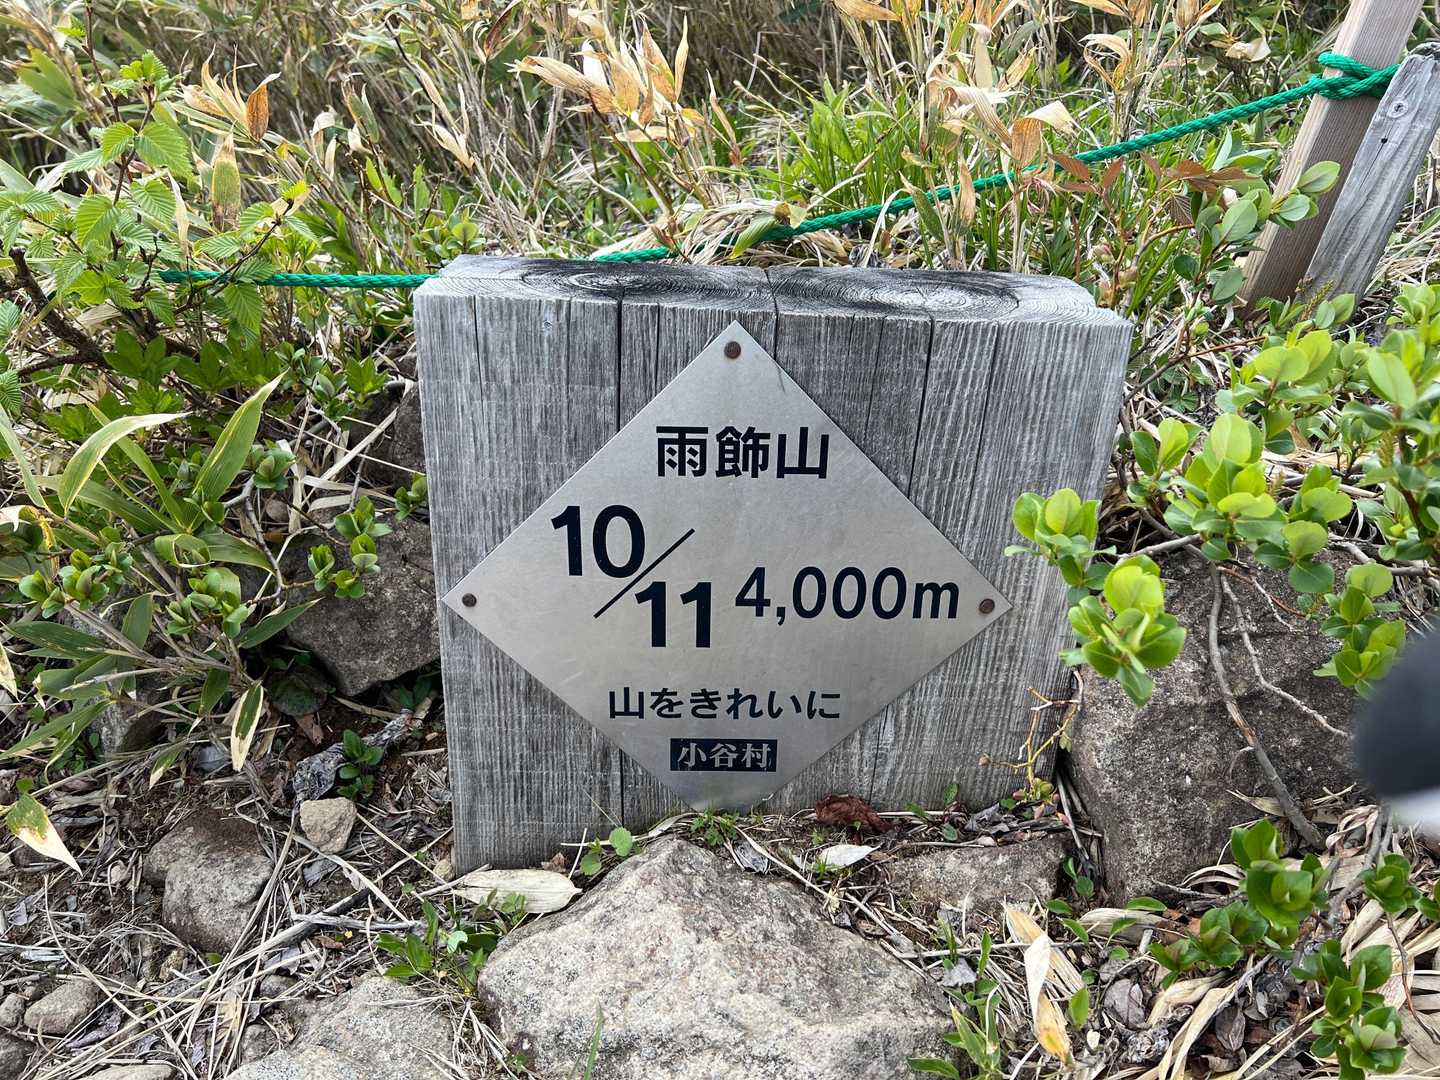 雨飾山
10/11 4,000m
山をきれいに
小谷村